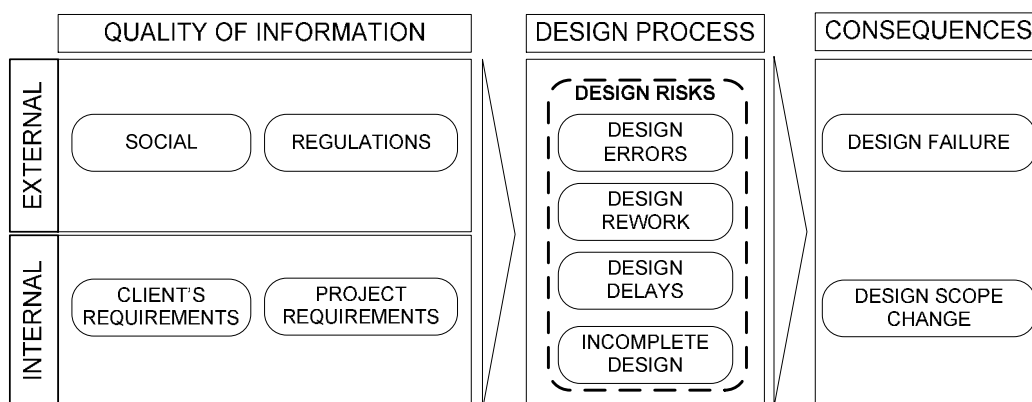 QUALITY OF INFORMATION
DESIGN PROCESS
CONSEQUENCES
EXTERNAL
SOCIAL
REGULATIONS
INTERNAL
CLIENT'S
REQUIREMENTS
PROJECT
REQUIREMENTS
DESIGN RISKS
DESIGN
ERRORS
DESIGN
REWORK
DESIGN
DELAYS
INCOMPLETE
DESIGN
DESIGN FAILURE
DESIGN SCOPE
CHANGE